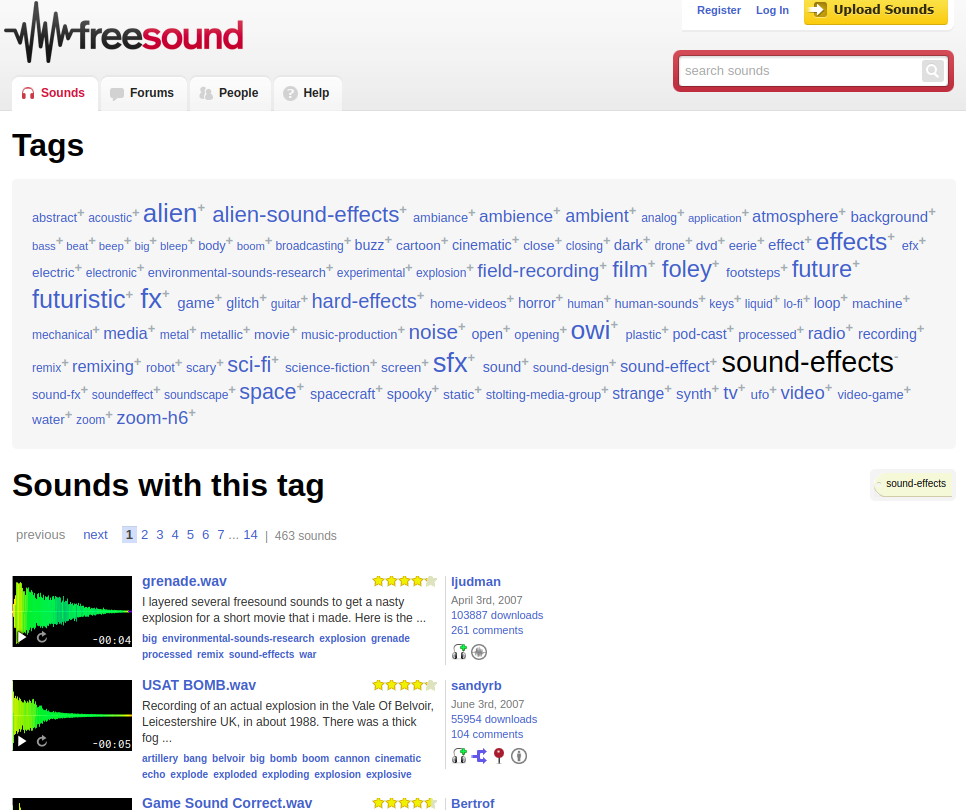 Register Log In Upload Sounds
freesound
search sounds
Sounds Forums People Help
Tags
abstract+ acoustic+ alien+ alien-sound-effects+ ambiance+ ambience+ ambient+ analog+ application+ atmosphere+ background+
bass+ beat+ beep+ big+ bleep+ body+ boom+ broadcasting+ buzz+ cartoon+ cinematic+ close+ closing+ dark+ drone+ dvd+ eerie+ effect+ effects+ efx+
electric+ electronic+ environmental-sounds-research+ experimental+ explosion+ field-recording+ film+ foley+ footsteps+ future+
futuristic+ fx+ game+ glitch+ guitar+ hard-effects+ home-videos+ horror+ human+ human-sounds+ keys+ liquid+ lo-fi+ loop+ machine+
mechanical+ media+ metal+ metallic+ movie+ music-production+ noise+ open+ opening+ owi+ plastic+ pod-cast+ processed+ radio+ recording+
remix+ remixing+ robot+ scary+ sci-fi+ science-fiction+ screen+ sfx+ sound+ sound-design+ sound-effect+ sound-effects-
sound-fx+ soundeffect+ soundscape+ space+ spacecraft+ spooky+ static+ stolting-media-group+ strange+ synth+ tv+ ufo+ video+ video-game+
water+ zoom+ zoom-h6+
Sounds with this tag
- sound-effects
previous next 1 2 3 4 5 6 7 ... 14 | 463 sounds
grenade.wav
I layered several freesound sounds to get a nasty
explosion for a short movie that i made. Here is the ...
big environmental-sounds-research explosion grenade
processed remix sound-effects war
-00:04
ljudman
April 3rd, 2007
103887 downloads
261 comments
USAT BOMB.wav
Recording of an actual explosion in the Vale Of Belvoir,
Leicestershire UK, in about 1988. There was a thick
fog ...
artillery bang belvoir big bomb boom cannon cinematic
echo explode exploded exploding explosion explosive
-00:05
sandyrb
June 3rd, 2007
55954 downloads
104 comments
Game Sound Correct.wav
Bertrof